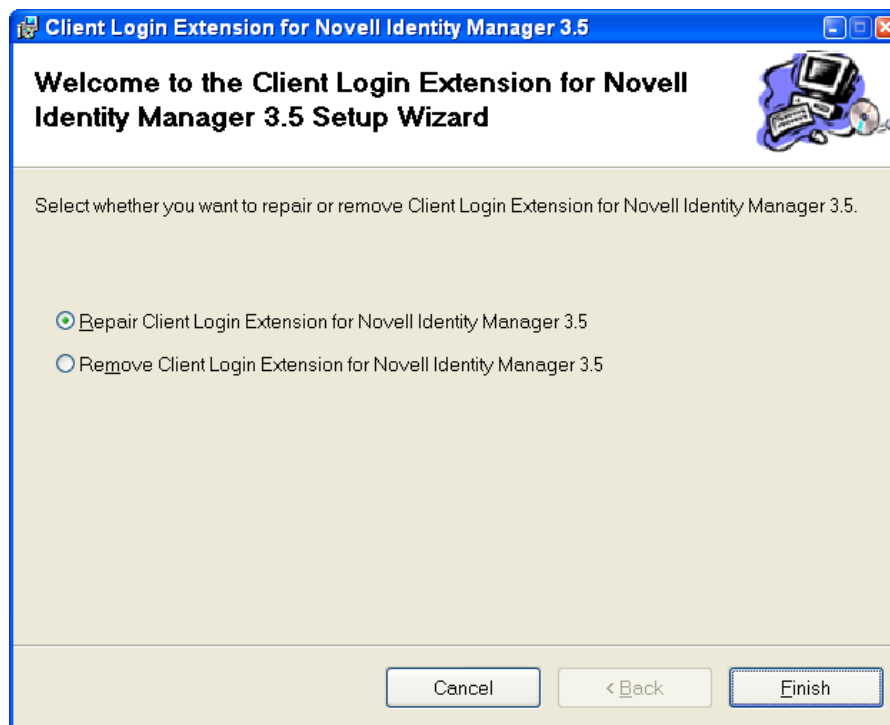 Client Login Extension for Novell Identity Manager 3.5
Welcome to the Client Login Extension for Novell
Identity Manager 3.5 Setup Wizard
Select whether you want to repair or remove Client Login Extension for Novell Identity Manager 3.5.
Repair Client Login Extension for Novell Identity Manager 3.5
Remove Client Login Extension for Novell Identity Manager 3.5
Cancel
< Back
Finish